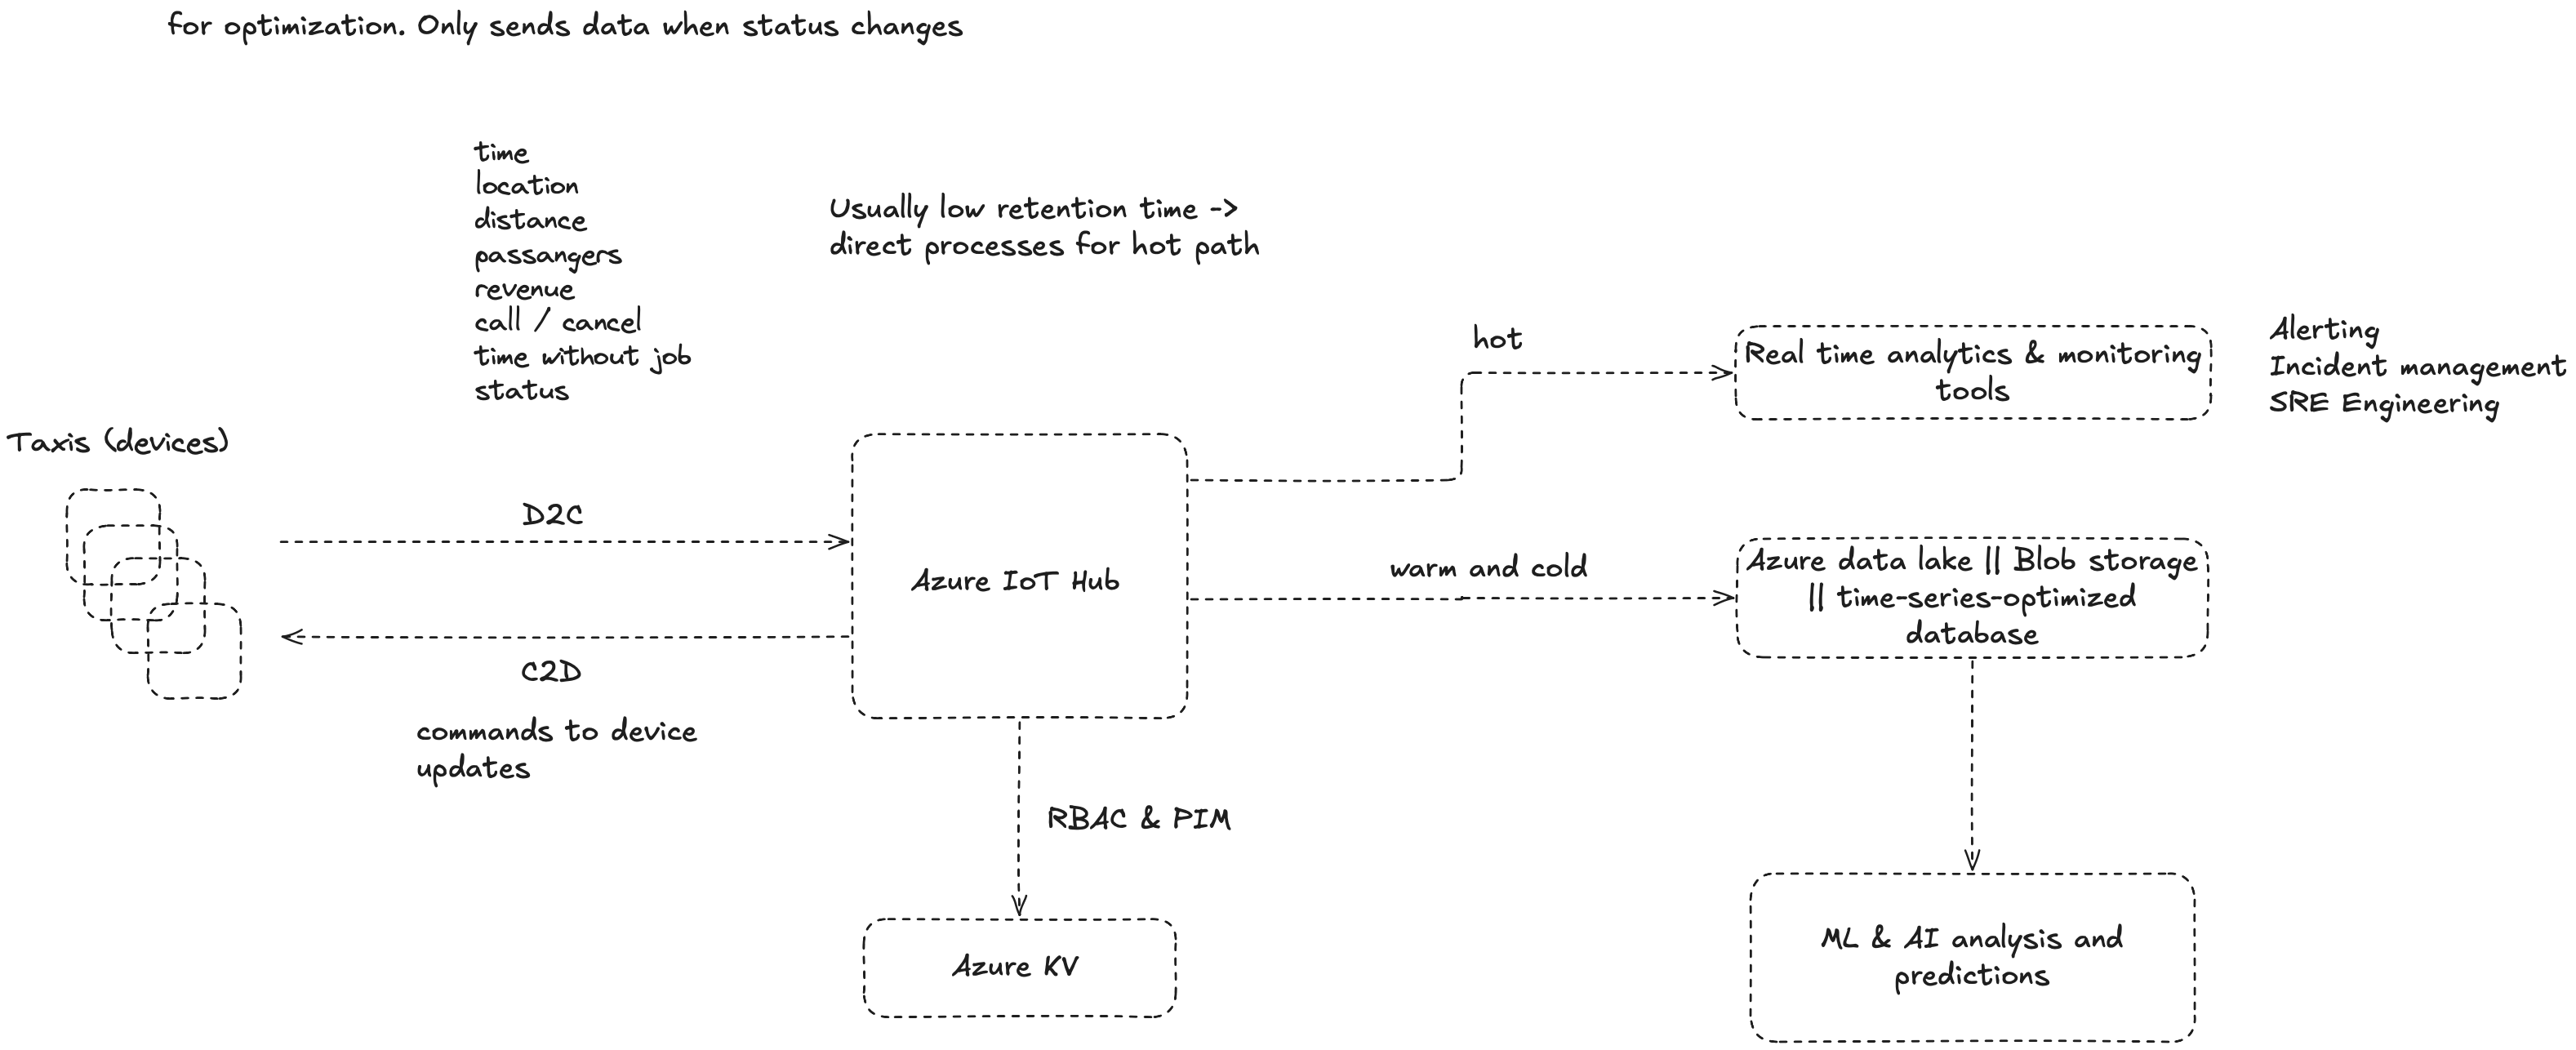 for optimization. Only sends data when status changes
time
location
distance
passangers
revenue
call / cancel
time without job
status
Usually low retention time ->
direct processes for hot path
hot
Real time analytics & monitoring
tools
Alerting
Incident management
SRE Engineering
Taxis (devices)
D2C
Azure IoT Hub
warm and cold
Azure data lake || Blob storage
|| time-series-optimized
database
C2D
commands to device
updates
RBAC & PIM
Azure KV
ML & AI analysis and
predictions